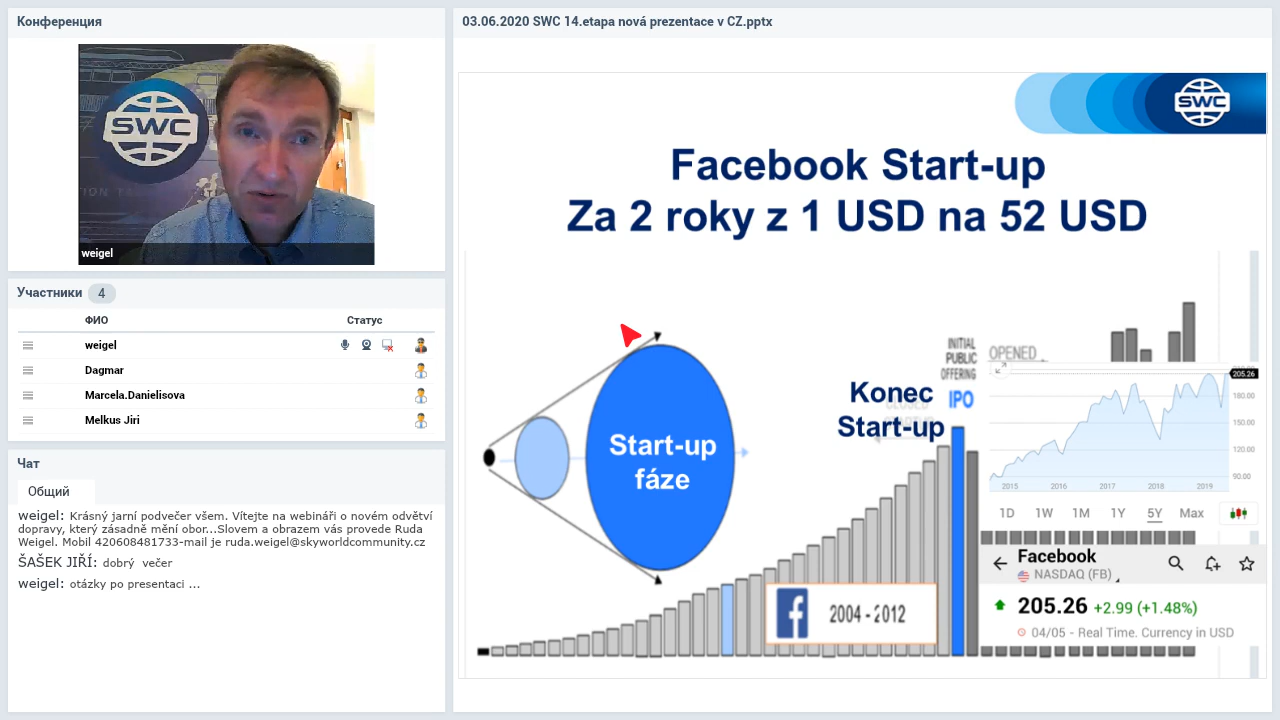 Конференция
SWC
weigel
Участники 4
ФИО Статус
weigel
Dagmar
Marcela.Danielisova
Melkus Jiri
Чат
Общий
weigel: Krásný jarní podvečer všem. Vítejte na webináři o novém odvětví
dopravy, který zásadně mění obor...Slovem a obrazem vás provede Ruda
Weigel. Mobil 420608481733-mail je ruda.weigel@skyworldcommunity.cz
ŠAŠEK JIŘÍ: dobrý večer
weigel: otázky po presentaci ...
03.06.2020 SWC 14.etapa nová prezentace v CZ.pptx
SWC
Facebook Start-up
Za 2 roky z 1 USD na 52 USD
INITIAL
PUBLIC
OFFERING
IPO
OPENED
Konec
Start-up
Start-up
fáze
205.26
180.00
150.00
120.00
90.00
2015 2016 2017 2018 2019
1D 1W 1M 1Y 5Y Max
Facebook
NASDAQ (FB)
205.26 +2.99 (+1.48%)
04/05 - Real Time. Currency in USD
2004 - 2012